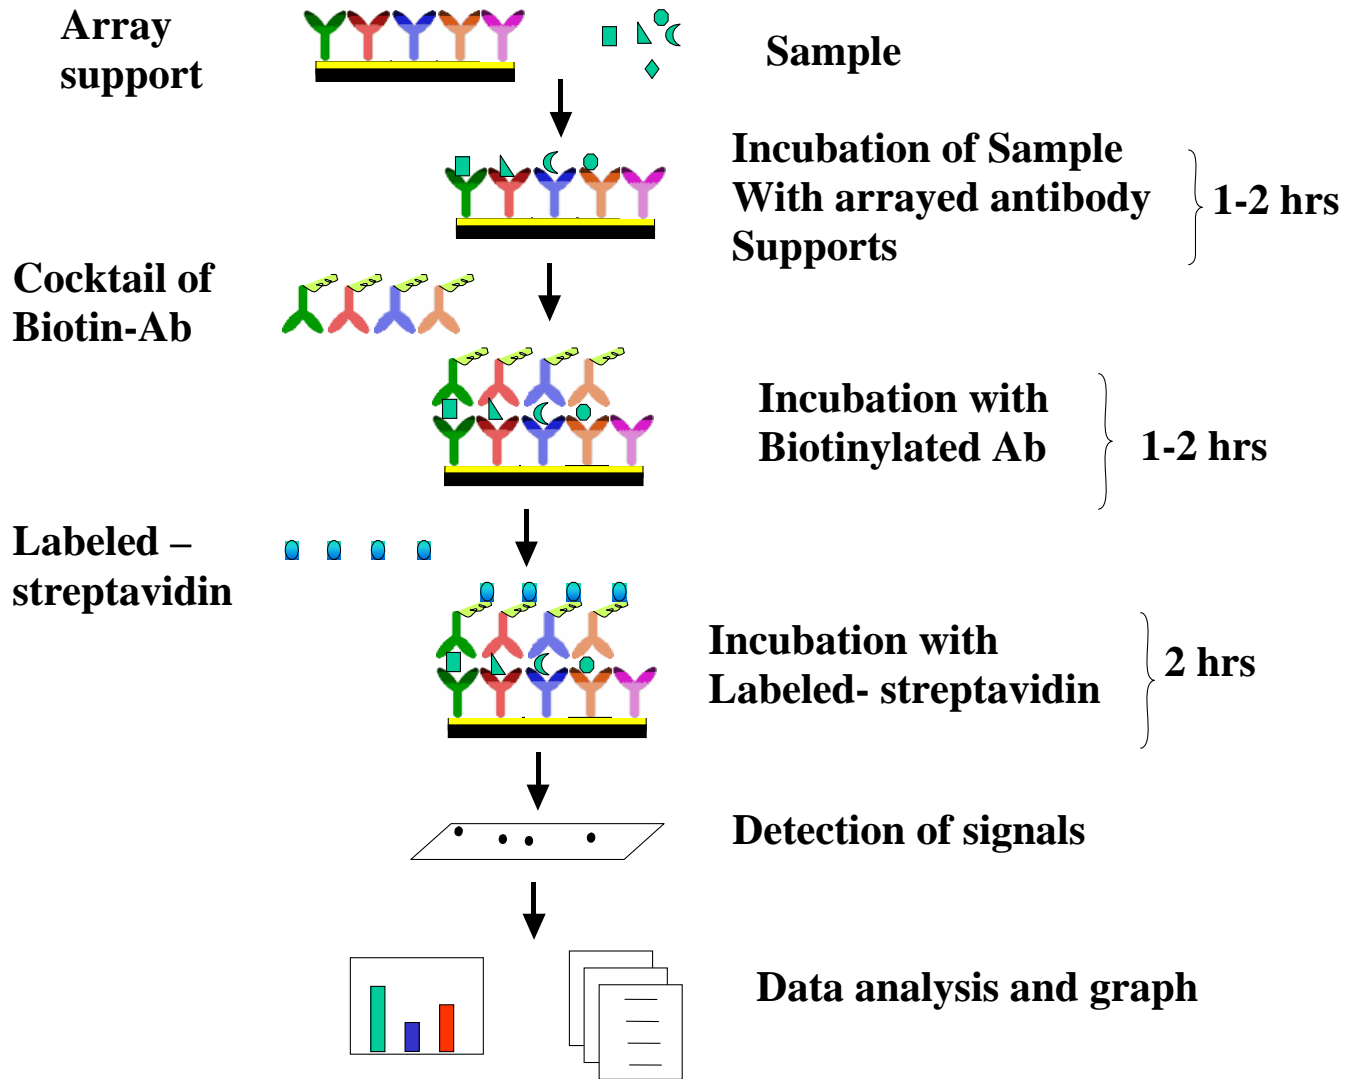 Array
support
Sample
Incubation of Sample
With arrayed antibody
Supports
1-2 hrs
Cocktail of
Biotin-Ab
Incubation with
Biotinylated Ab
1-2 hrs
Labeled –
streptavidin
Incubation with
Labeled- streptavidin
2 hrs
Detection of signals
Data analysis and graph